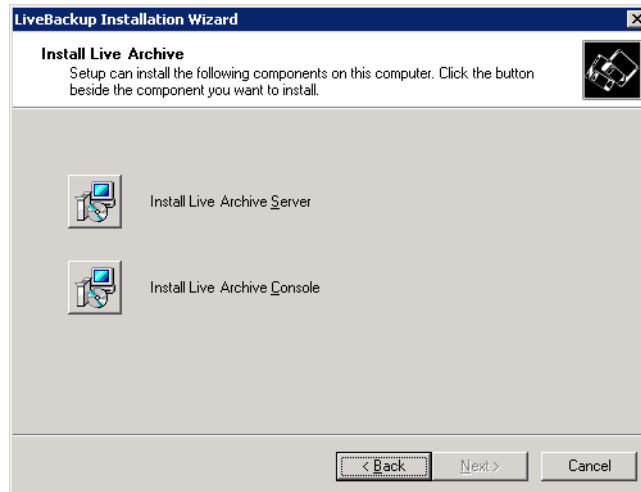 LiveBackup Installation Wizard
Install Live Archive
Setup can install the following components on this computer. Click the button
beside the component you want to install.
Install Live Archive Server
Install Live Archive Console
< Back
Next >
Cancel